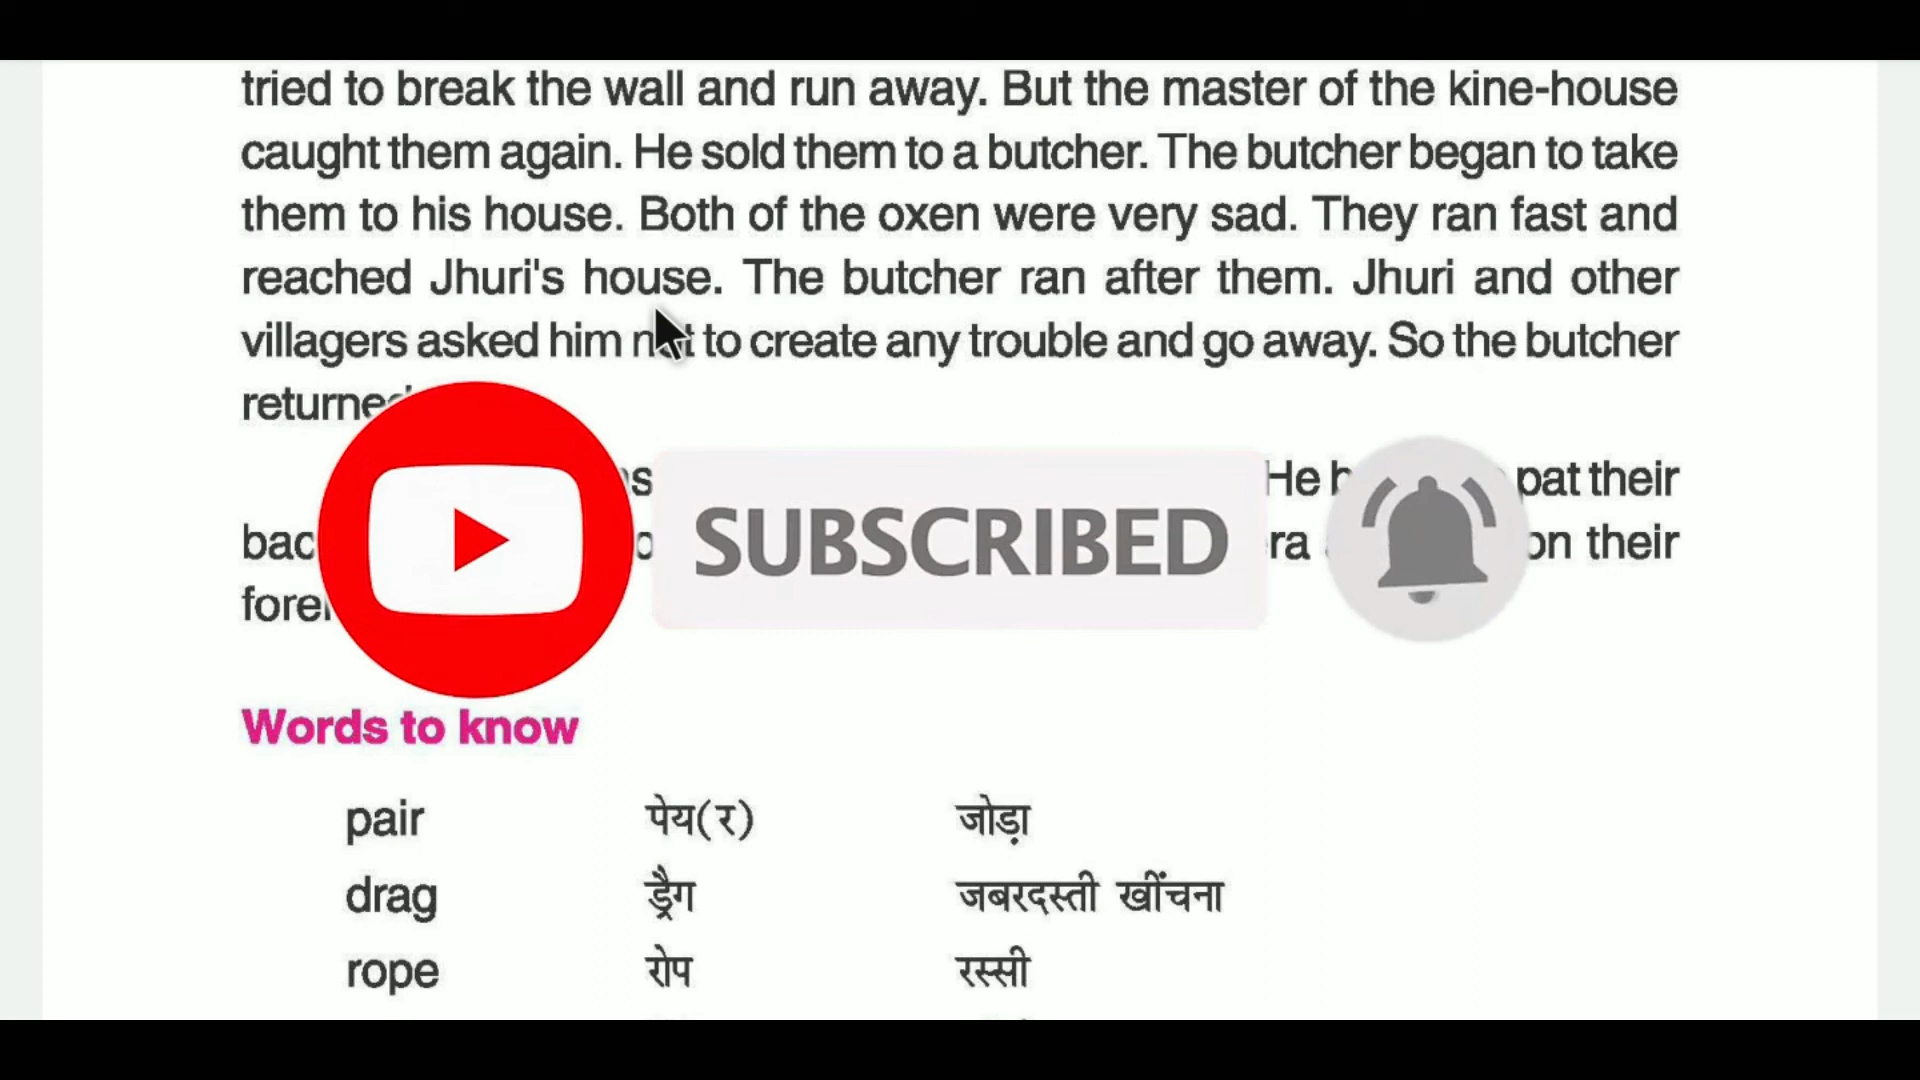 tried to break the wall and run away. But the master of the kine-house
caught them again. He sold them to a butcher. The butcher began to take
them to his house. Both of the oxen were very sad. They ran fast and
reached Jhuri's house. The butcher ran after them. Jhuri and other
villagers asked him not to create any trouble and go away. So the butcher
returned
He pat their
on their
SUBSCRIBED
Words to know
pair पेय(र) जोड़ा
drag ड्रैग जबरदस्ती खींचना
rope रोप रस्सी